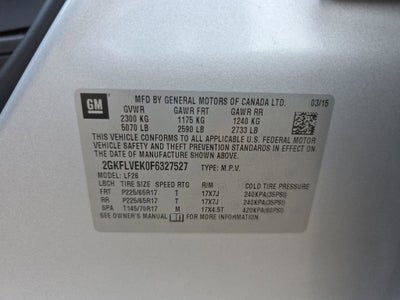 GM
MFD BY GENERAL MOTORS OF CANADA LTD. 03/15
GVWR GAWR FRT GAWR RR
2300 KG 1175 KG 1240 KG
5070 LB 2590 LB 2733 LB
THIS VEHICLE CONFORMS TO ALL APPLICABLE U.S. FEDERAL MOTOR
VEHICLE SAFETY AND THEFT PREVENTION STANDARDS IN EFFECT ON
THE DATE OF MANUFACTURE SHOWN ABOVE.
2GKFLVEK0F6327527 TYPE: M.P.V.
MODEL: LF26
LBCH TIRE SIZE SPEED RTG R/M COLD TIRE PRESSURE
FRT P225/65R17 T 17X7J 240KPA(35PSI)
RR P225/65R17 T 17X7J 240KPA(35PSI)
SPA T145/70R17 M 17X4.5T 420KPA(60PSI)
SEE OWNER'S MANUAL FOR ADDITIONAL INFORMATION.